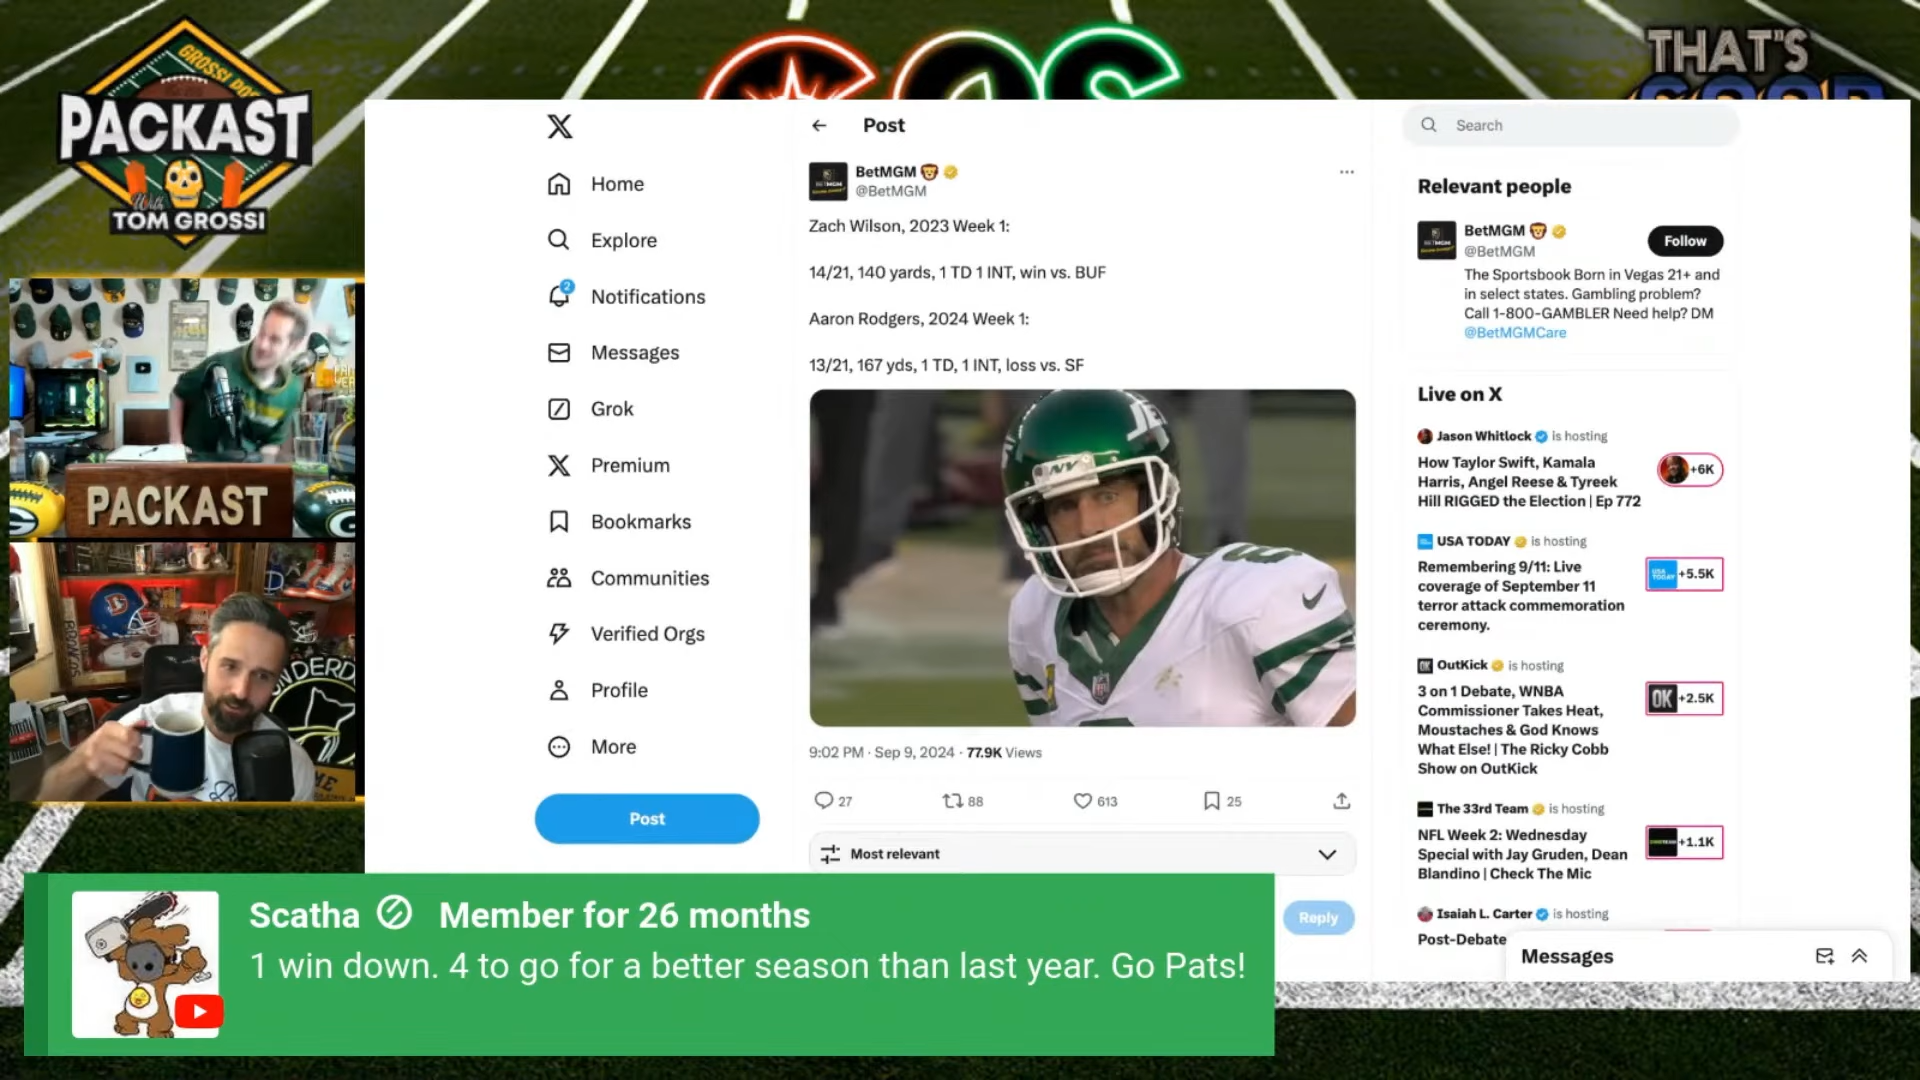 GROSSI POS
PACKAST
With
TOM GROSSI
THAT'S
GOOD
PACKAST
BRONCOS
X
Home
Explore
2
Notifications
Messages
Grok
Premium
Bookmarks
Communities
Verified Orgs
Profile
More
Post
Post
BetMGM
@BetMGM
Zach Wilson, 2023 Week 1:
14/21, 140 yards, 1 TD 1 INT, win vs. BUF
Aaron Rodgers, 2024 Week 1:
13/21, 167 yds, 1 TD, 1 INT, loss vs. SF
NY
9:02 PM · Sep 9, 2024 · 77.9K Views
27
88
613
25
Most relevant
Reply
Search
Relevant people
BetMGM
@BetMGM
Follow
The Sportsbook Born in Vegas 21+ and
in select states. Gambling problem?
Call 1-800-GAMBLER Need help? DM
@BetMGMCare
Live on X
Jason Whitlock is hosting
How Taylor Swift, Kamala
Harris, Angel Reese & Tyreek
Hill RIGGED the Election | Ep 772
+6K
USA TODAY is hosting
Remembering 9/11: Live
coverage of September 11
terror attack commemoration
ceremony.
USA TODAY
+5.5K
OutKick is hosting
3 on 1 Debate, WNBA
Commissioner Takes Heat,
Moustaches & God Knows
What Else! | The Ricky Cobb
Show on OutKick
OK
+2.5K
The 33rd Team is hosting
NFL Week 2: Wednesday
Special with Jay Gruden, Dean
Blandino | Check The Mic
+1.1K
Isaiah L. Carter is hosting
Post-Debate
Messages
Scatha Member for 26 months
1 win down. 4 to go for a better season than last year. Go Pats!